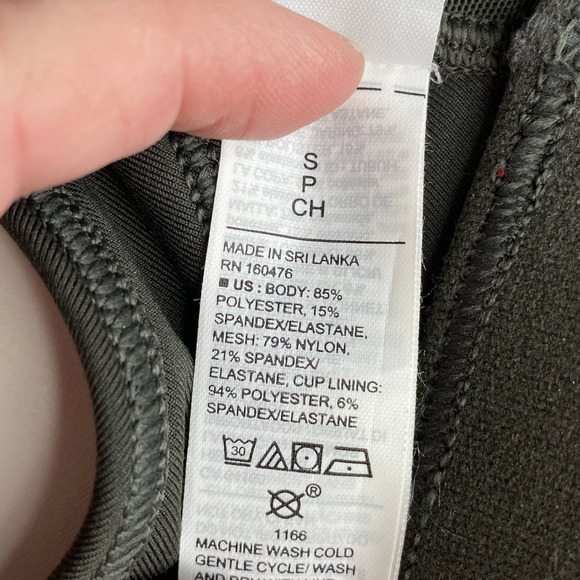 S
P
CH
MADE IN SRI LANKA
RN 160476
US : BODY: 85%
POLYESTER, 15%
SPANDEX/ELASTANE,
MESH: 79% NYLON,
21% SPANDEX/
ELASTANE, CUP LINING:
94% POLYESTER, 6%
SPANDEX/ELASTANE
30
®
1166
MACHINE WASH COLD
GENTLE CYCLE/ WASH